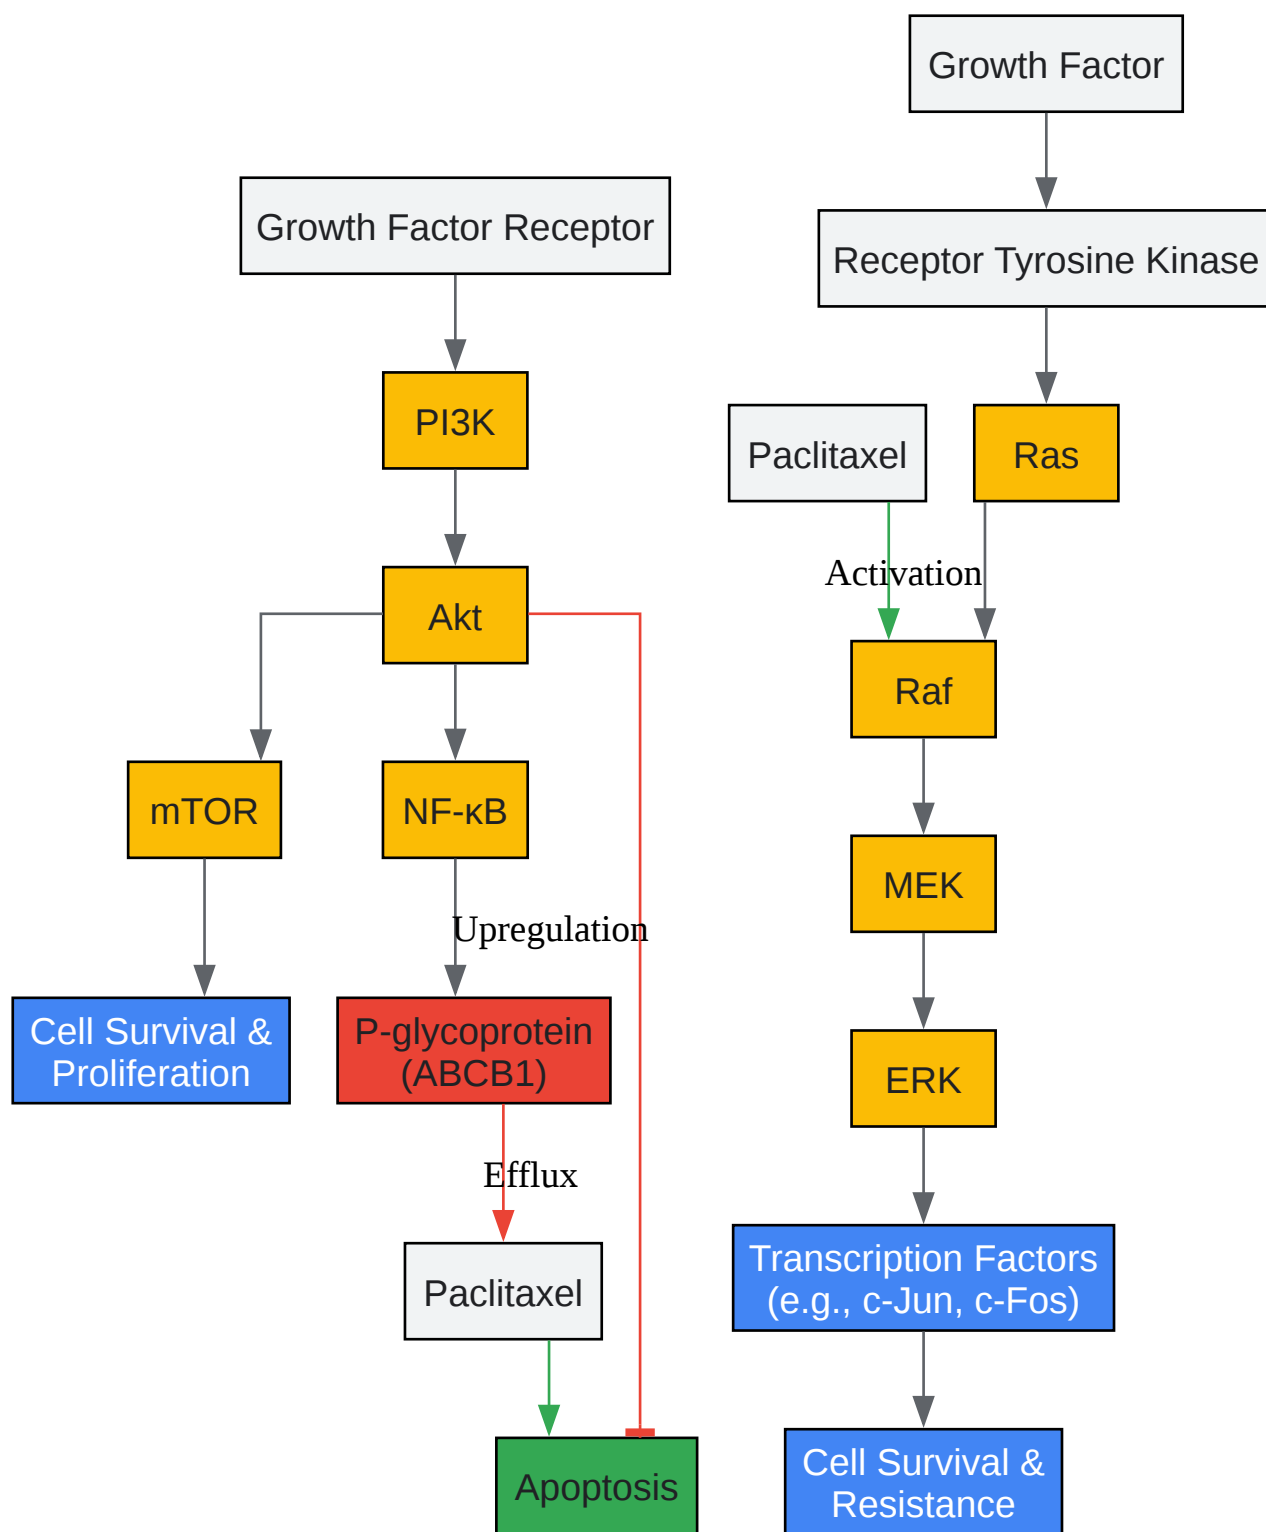 Growth Factor
Growth Factor Receptor
Receptor Tyrosine Kinase
PI3K
Paclitaxel
Ras
Activation
Akt
Raf
mTOR
NF-κB
MEK
Upregulation
Cell Survival &
Proliferation
P-glycoprotein
(ABCB1)
ERK
Efflux
Paclitaxel
Transcription Factors
(e.g., c-Jun, c-Fos)
Apoptosis
Cell Survival &
Resistance